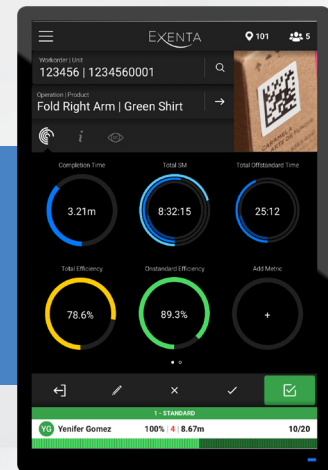 EXENTA
101
5
Workorder | Unit
123456 | 1234560001
Operation | Product
Fold Right Arm | Green Shirt
i
Completion Time
Total SM
Total Offstandard Time
3.21m
8:32:15
25:12
Total Efficiency
Onstandard Efficiency
Add Metric
78.6%
89.3%
+
1 - STANDARD
YG Yenifer Gomez 100% | 4 | 8.67m 10/20